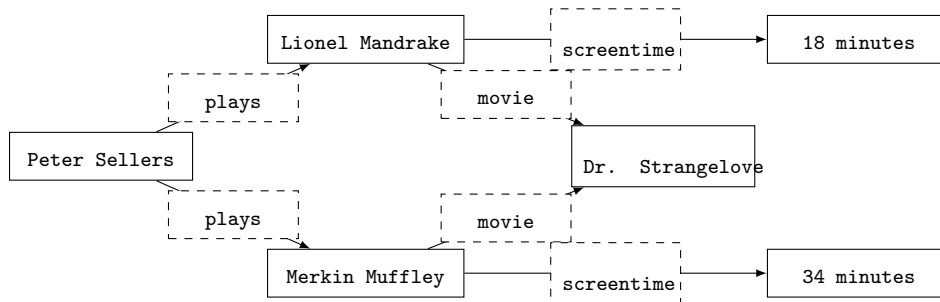 Lionel Mandrake
screentime
18 minutes
plays
movie
Peter Sellers
Dr. Strangelove
plays
movie
Merkin Muffley
screentime
34 minutes